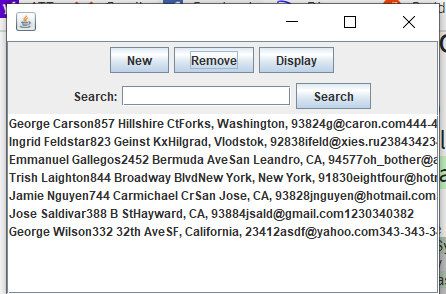 New Remove Display
Search: Search
George Carson857 Hillshire CtForks, Washington, 93824g@caron.com444-4
Ingrid Feldstar823 Geinst KxHilgrad, Vlodstok, 92838ifeld@xies.ru23843423
Emmanuel Gallegos2452 Bermuda AveSan Leandro, CA, 94577oh_bother@
Trish Laighton844 Broadway BlvdNew York, New York, 91830eightfour@hot
Jamie Nguyen744 Carmichael CrSan Jose, CA, 93828jnguyen@hotmail.com
Jose Saldivar388 B StHayward, CA, 93884jsald@gmail.com1230340382
George Wilson332 32th AveSF, California, 23412asdf@yahoo.com343-343-3